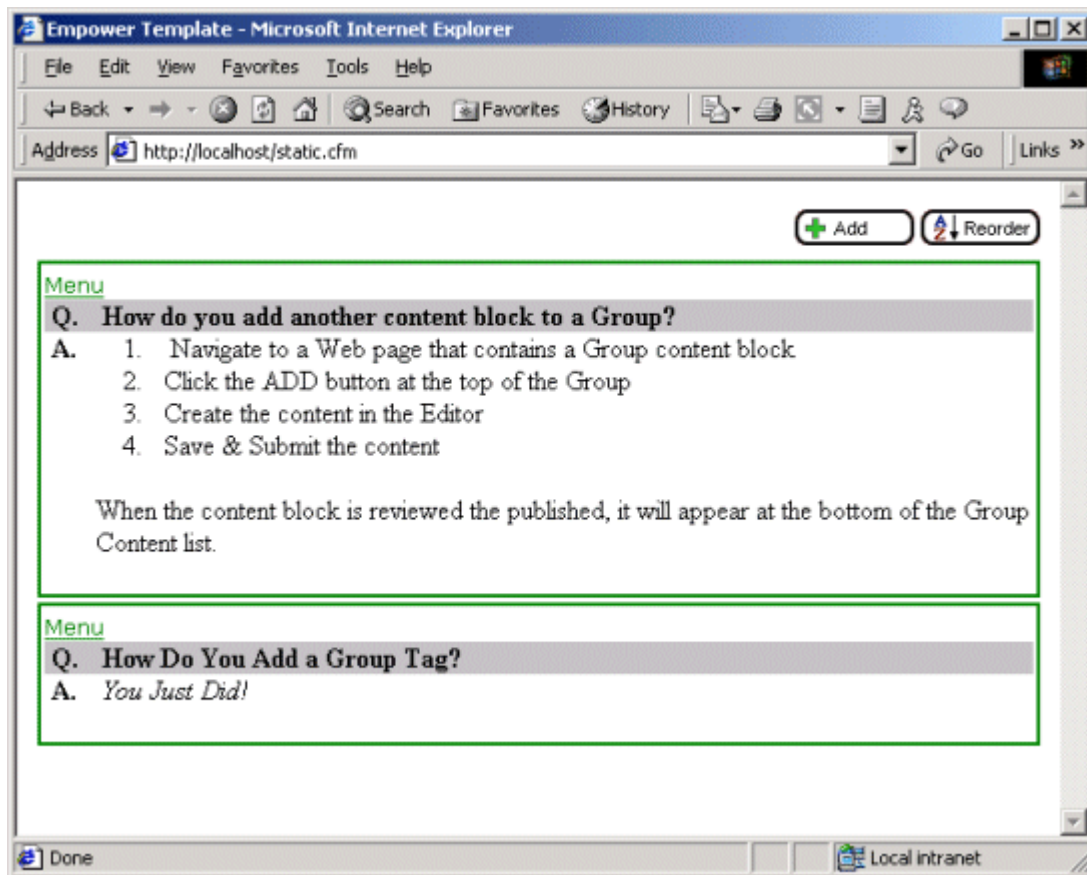 Empower Template - Microsoft Internet Explorer
File Edit View Favorites Tools Help
Back Search Favorites History
Address http://localhost/static.cfm Go Links »
Add Reorder
Menu
Q. How do you add another content block to a Group?
A. 1. Navigate to a Web page that contains a Group content block
2. Click the ADD button at the top of the Group
3. Create the content in the Editor
4. Save & Submit the content
When the content block is reviewed the published, it will appear at the bottom of the Group
Content list.
Menu
Q. How Do You Add a Group Tag?
A. You Just Did!
Done Local intranet